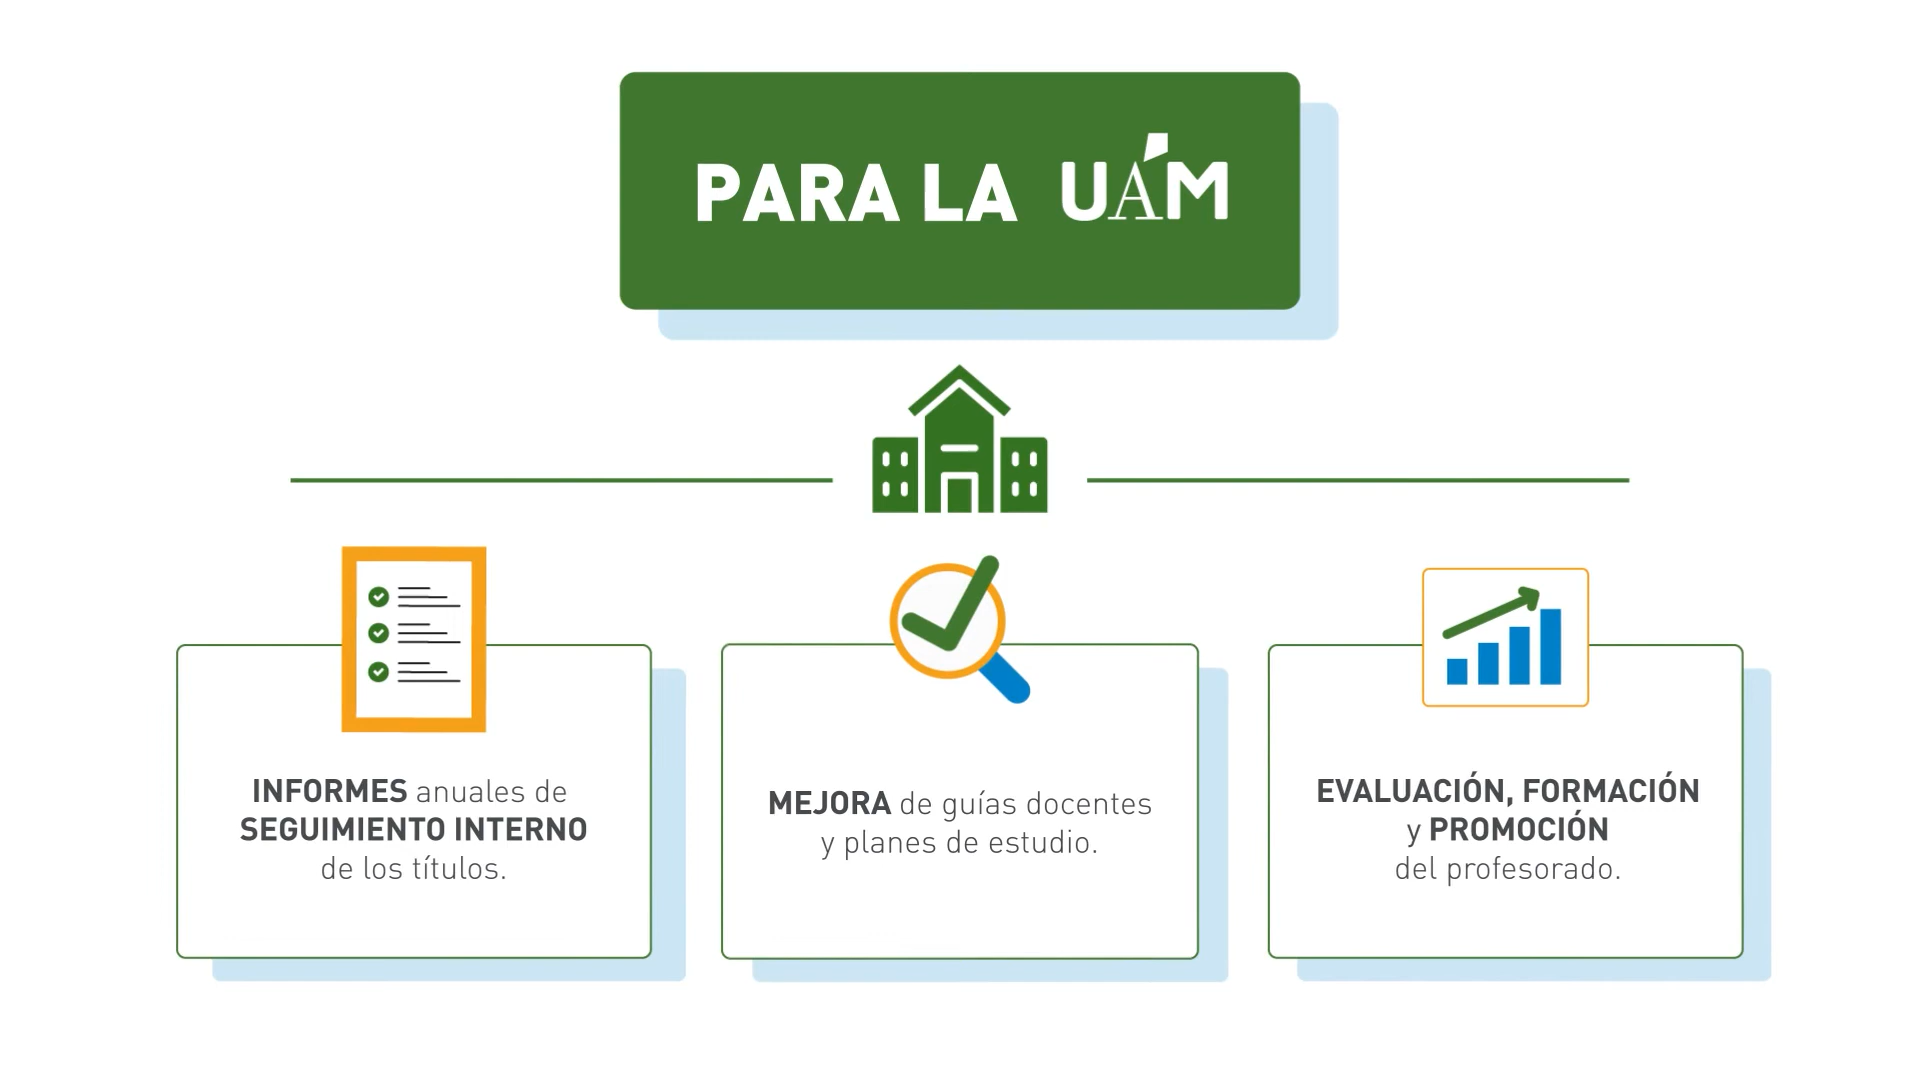 PARA LA UAM
INFORMES anuales de
SEGUIMIENTO INTERNO
de los títulos.
MEJORA de guías docentes
y planes de estudio.
EVALUACIÓN, FORMACIÓN
y PROMOCIÓN
del profesorado.